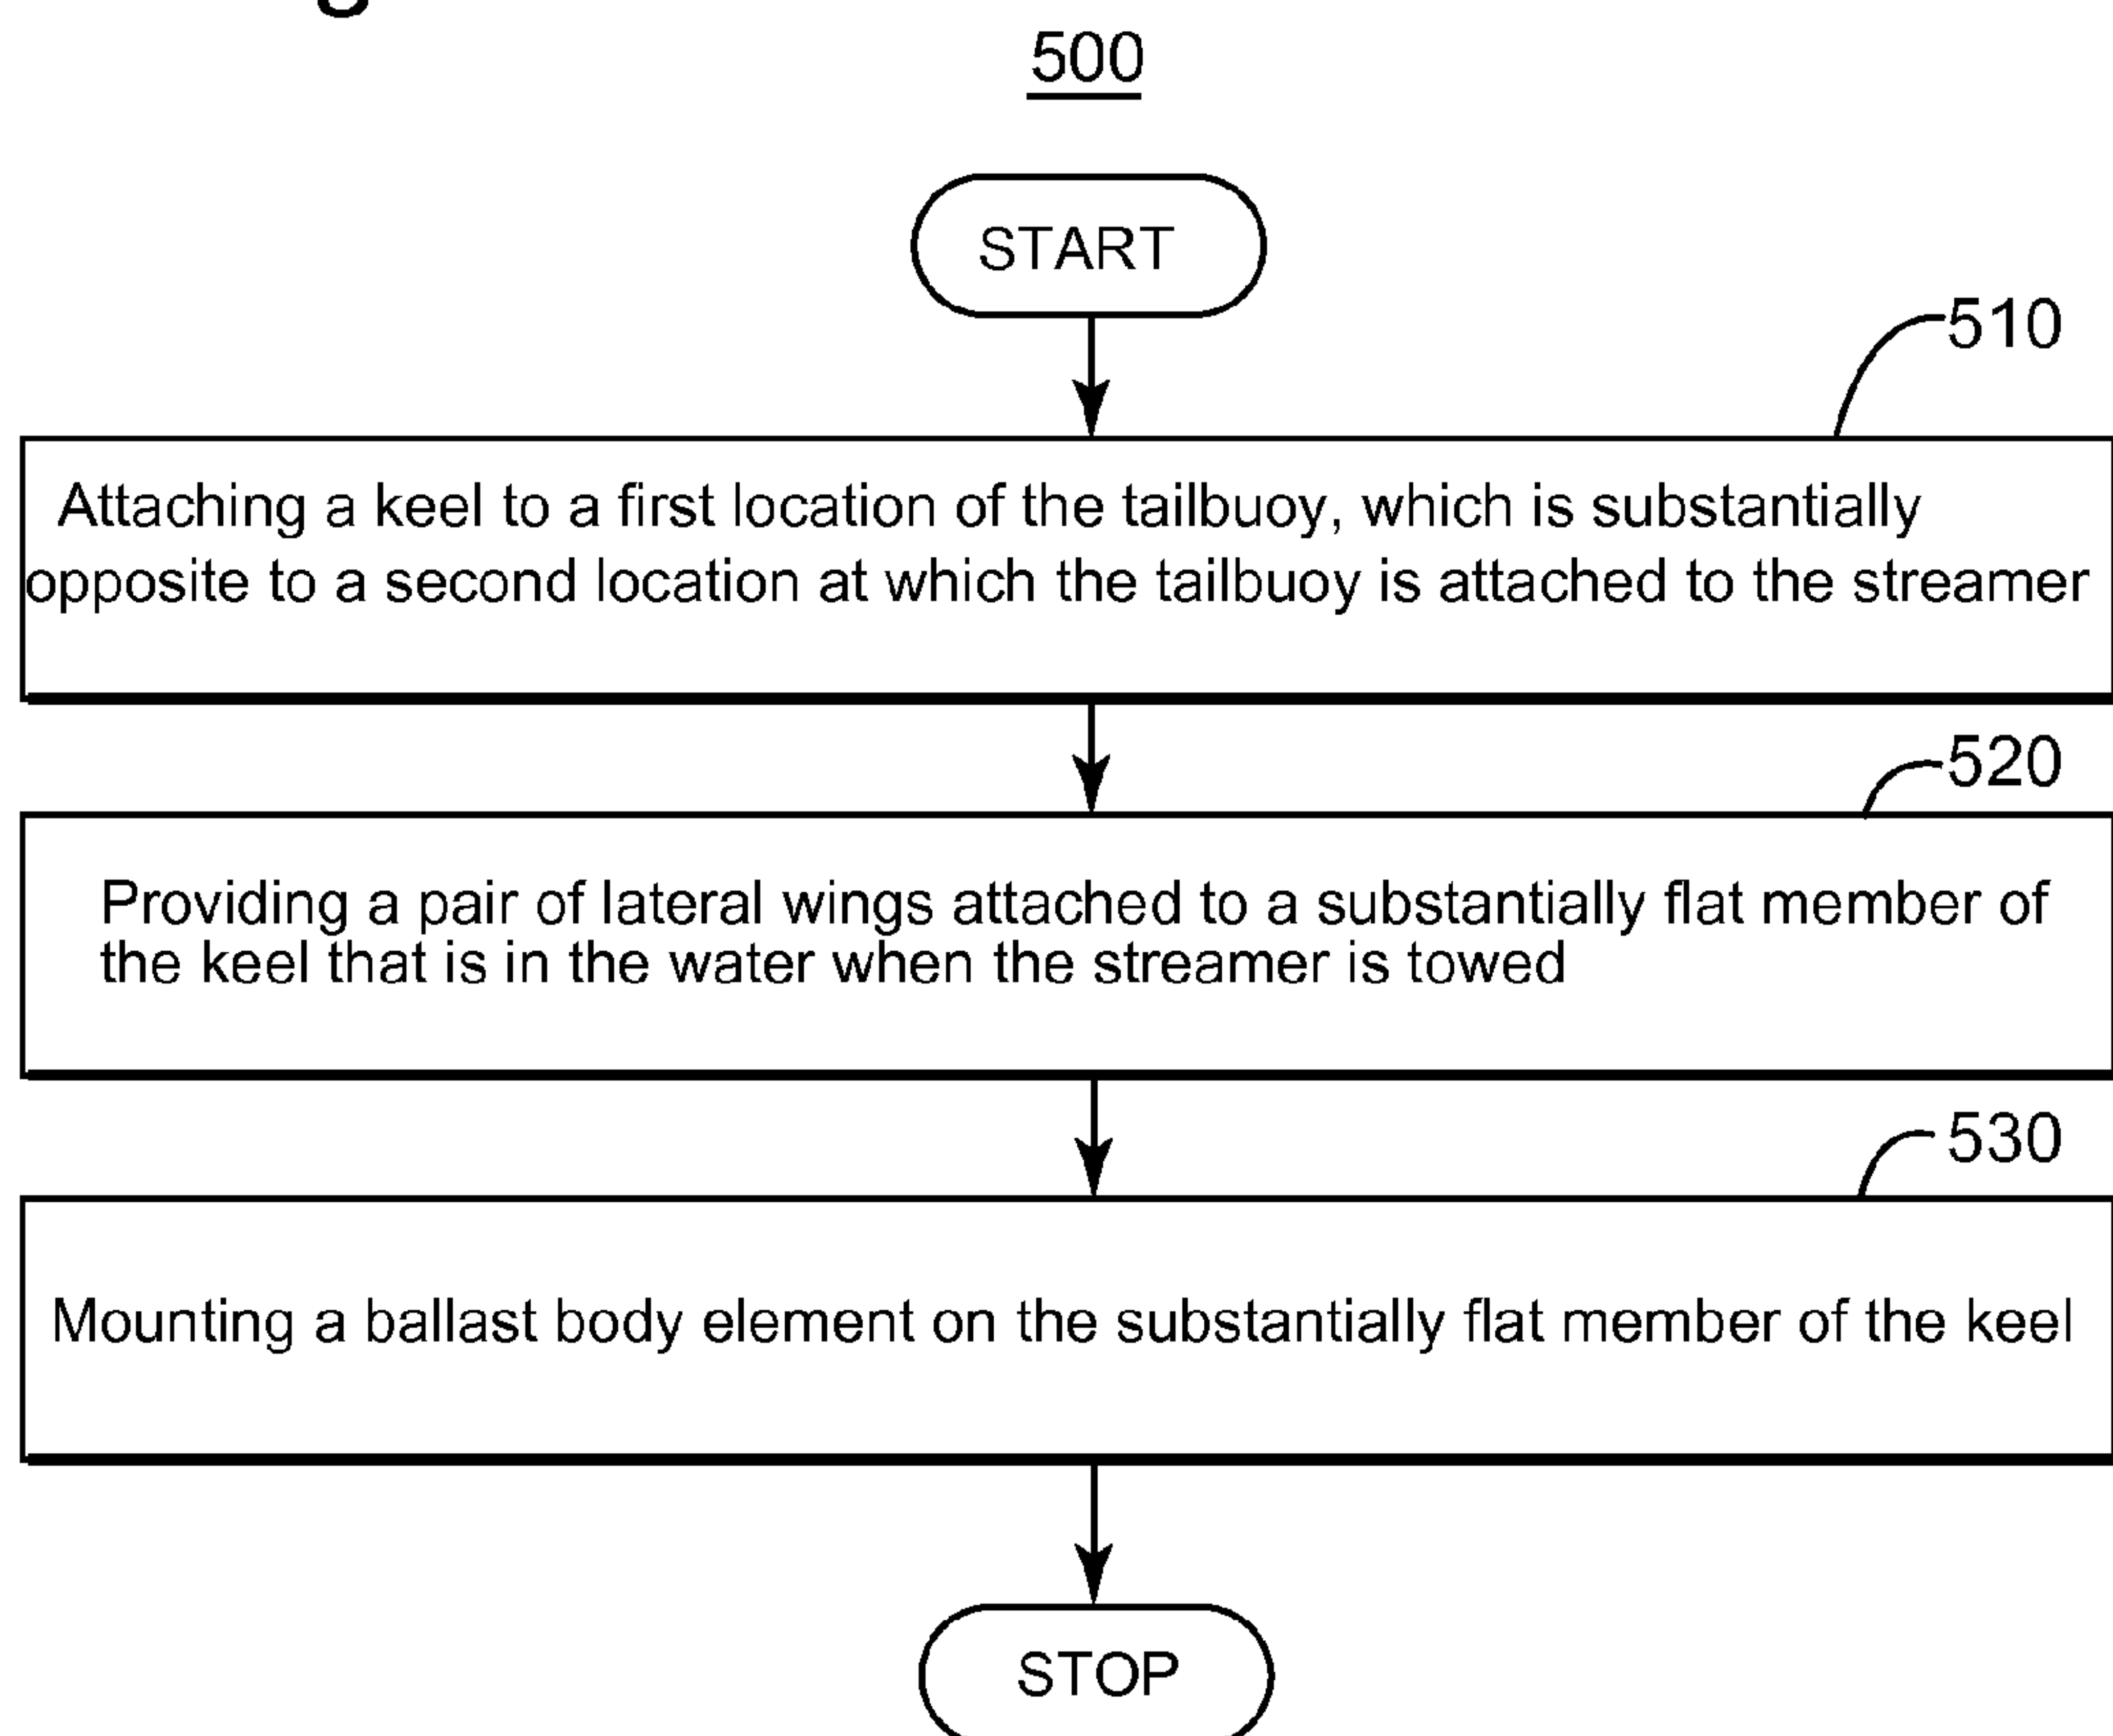 500
START
510
Attaching a keel to a first location of the tailbuoy, which is substantially
opposite to a second location at which the tailbuoy is attached to the streamer
520
Providing a pair of lateral wings attached to a substantially flat member of
the keel that is in the water when the streamer is towed
530
Mounting a ballast body element on the substantially flat member of the keel
STOP